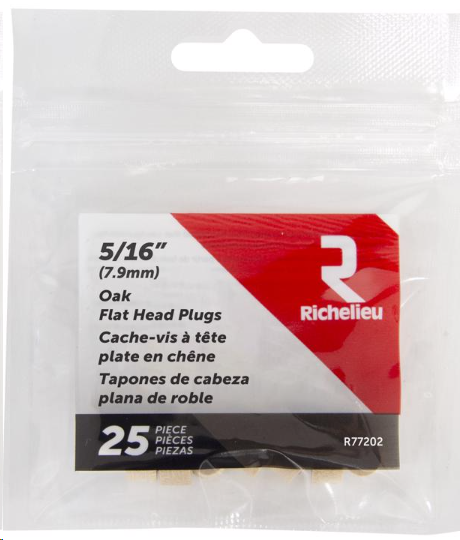 5/16”
(7.9mm)
Oak
Flat Head Plugs
Cache-vis à tête
plate en chêne
Tapones de cabeza
plana de roble
R
Richelieu
25 PIECE
PIÈCES
PIEZAS
R77202